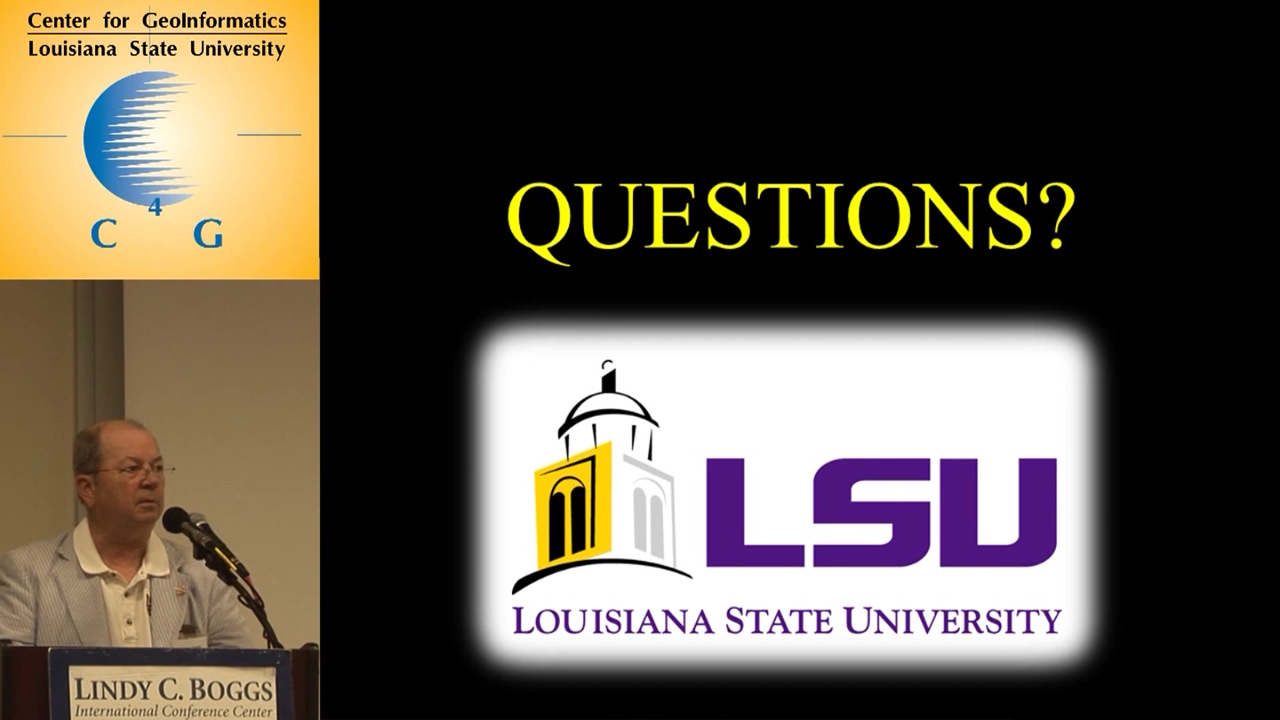 Center for GeoInformatics
Louisiana State University
C 4 G
QUESTIONS?
LSU
LOUISIANA STATE UNIVERSITY
LINDY C. BOGGS
International Conference Center